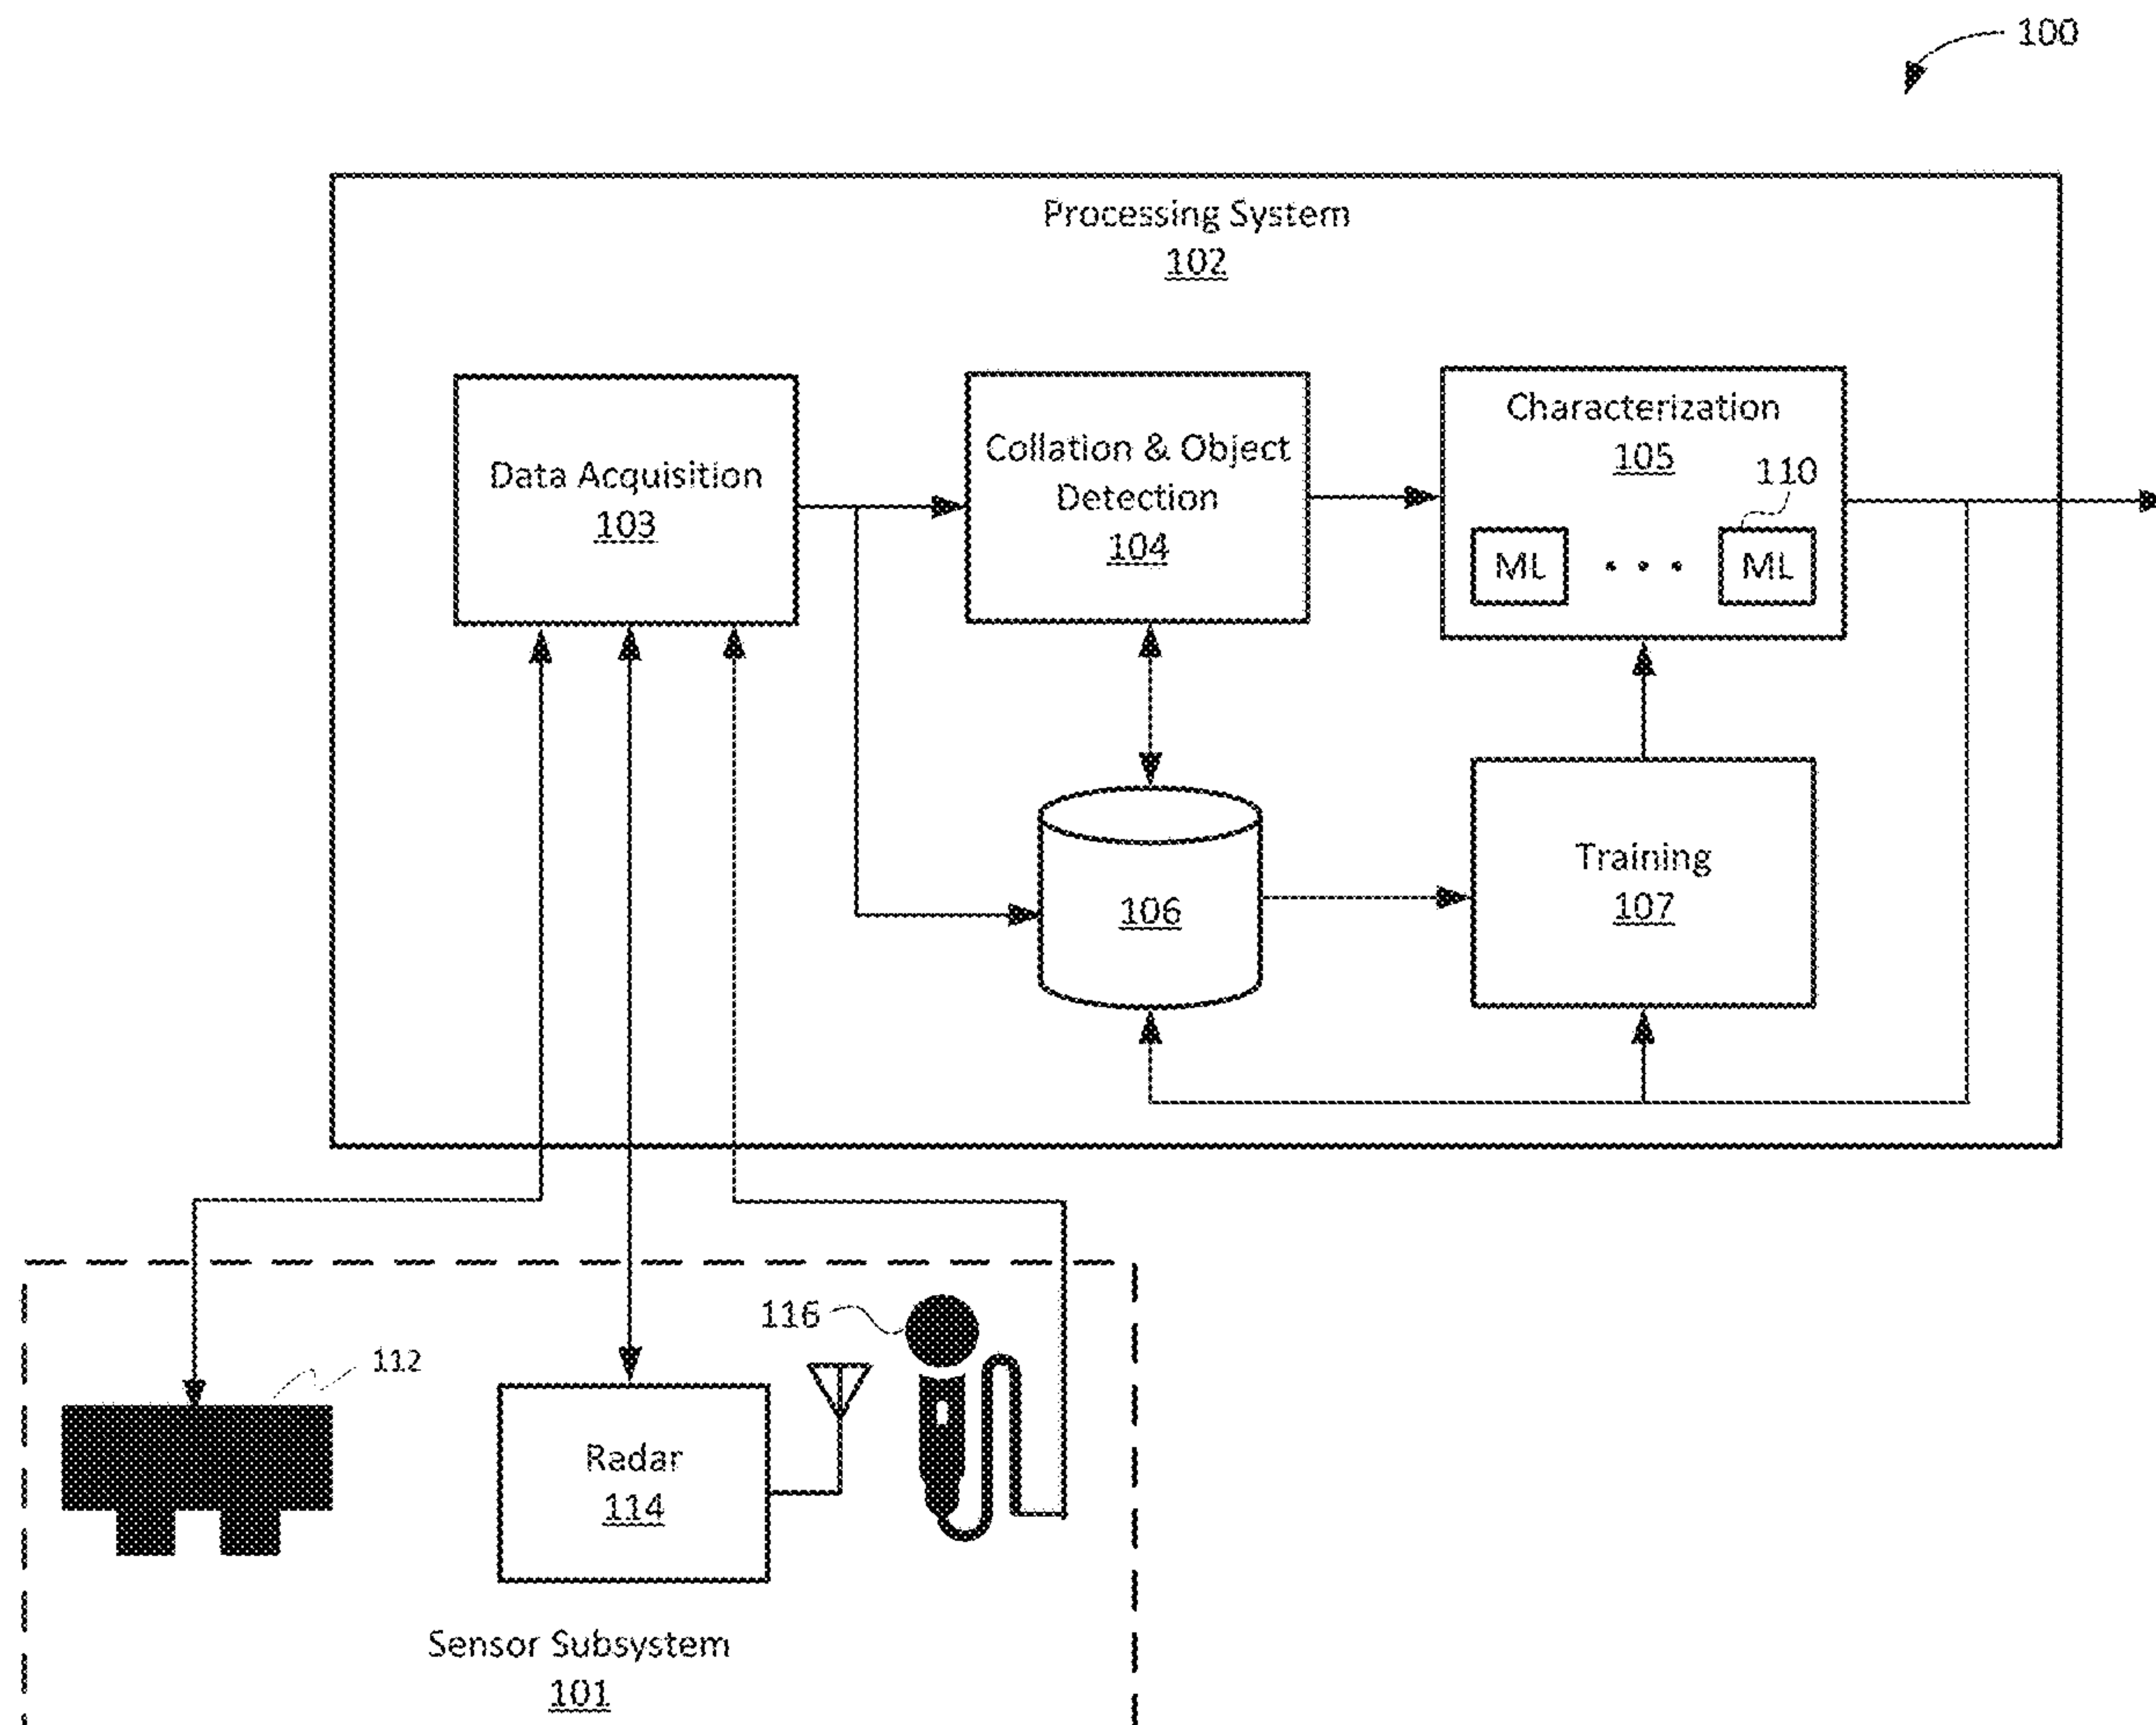 100
Processing System
102
Data Acquisition
103
Collation & Object
Detection
104
Characterization
105
110
ML
• • •
ML
106
Training
107
112
116
Radar
114
Sensor Subsystem
101